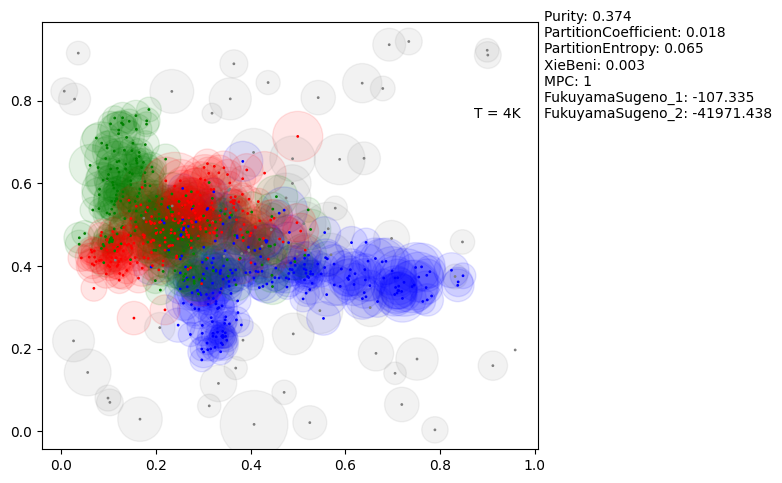 Purity: 0.374
PartitionCoefficient: 0.018
PartitionEntropy: 0.065
XieBeni: 0.003
MPC: 1
FukuyamaSugeno_1: -107.335
FukuyamaSugeno_2: -41971.438
T = 4K
0.8
0.6
0.4
0.2
0.0
0.0 0.2 0.4 0.6 0.8 1.0